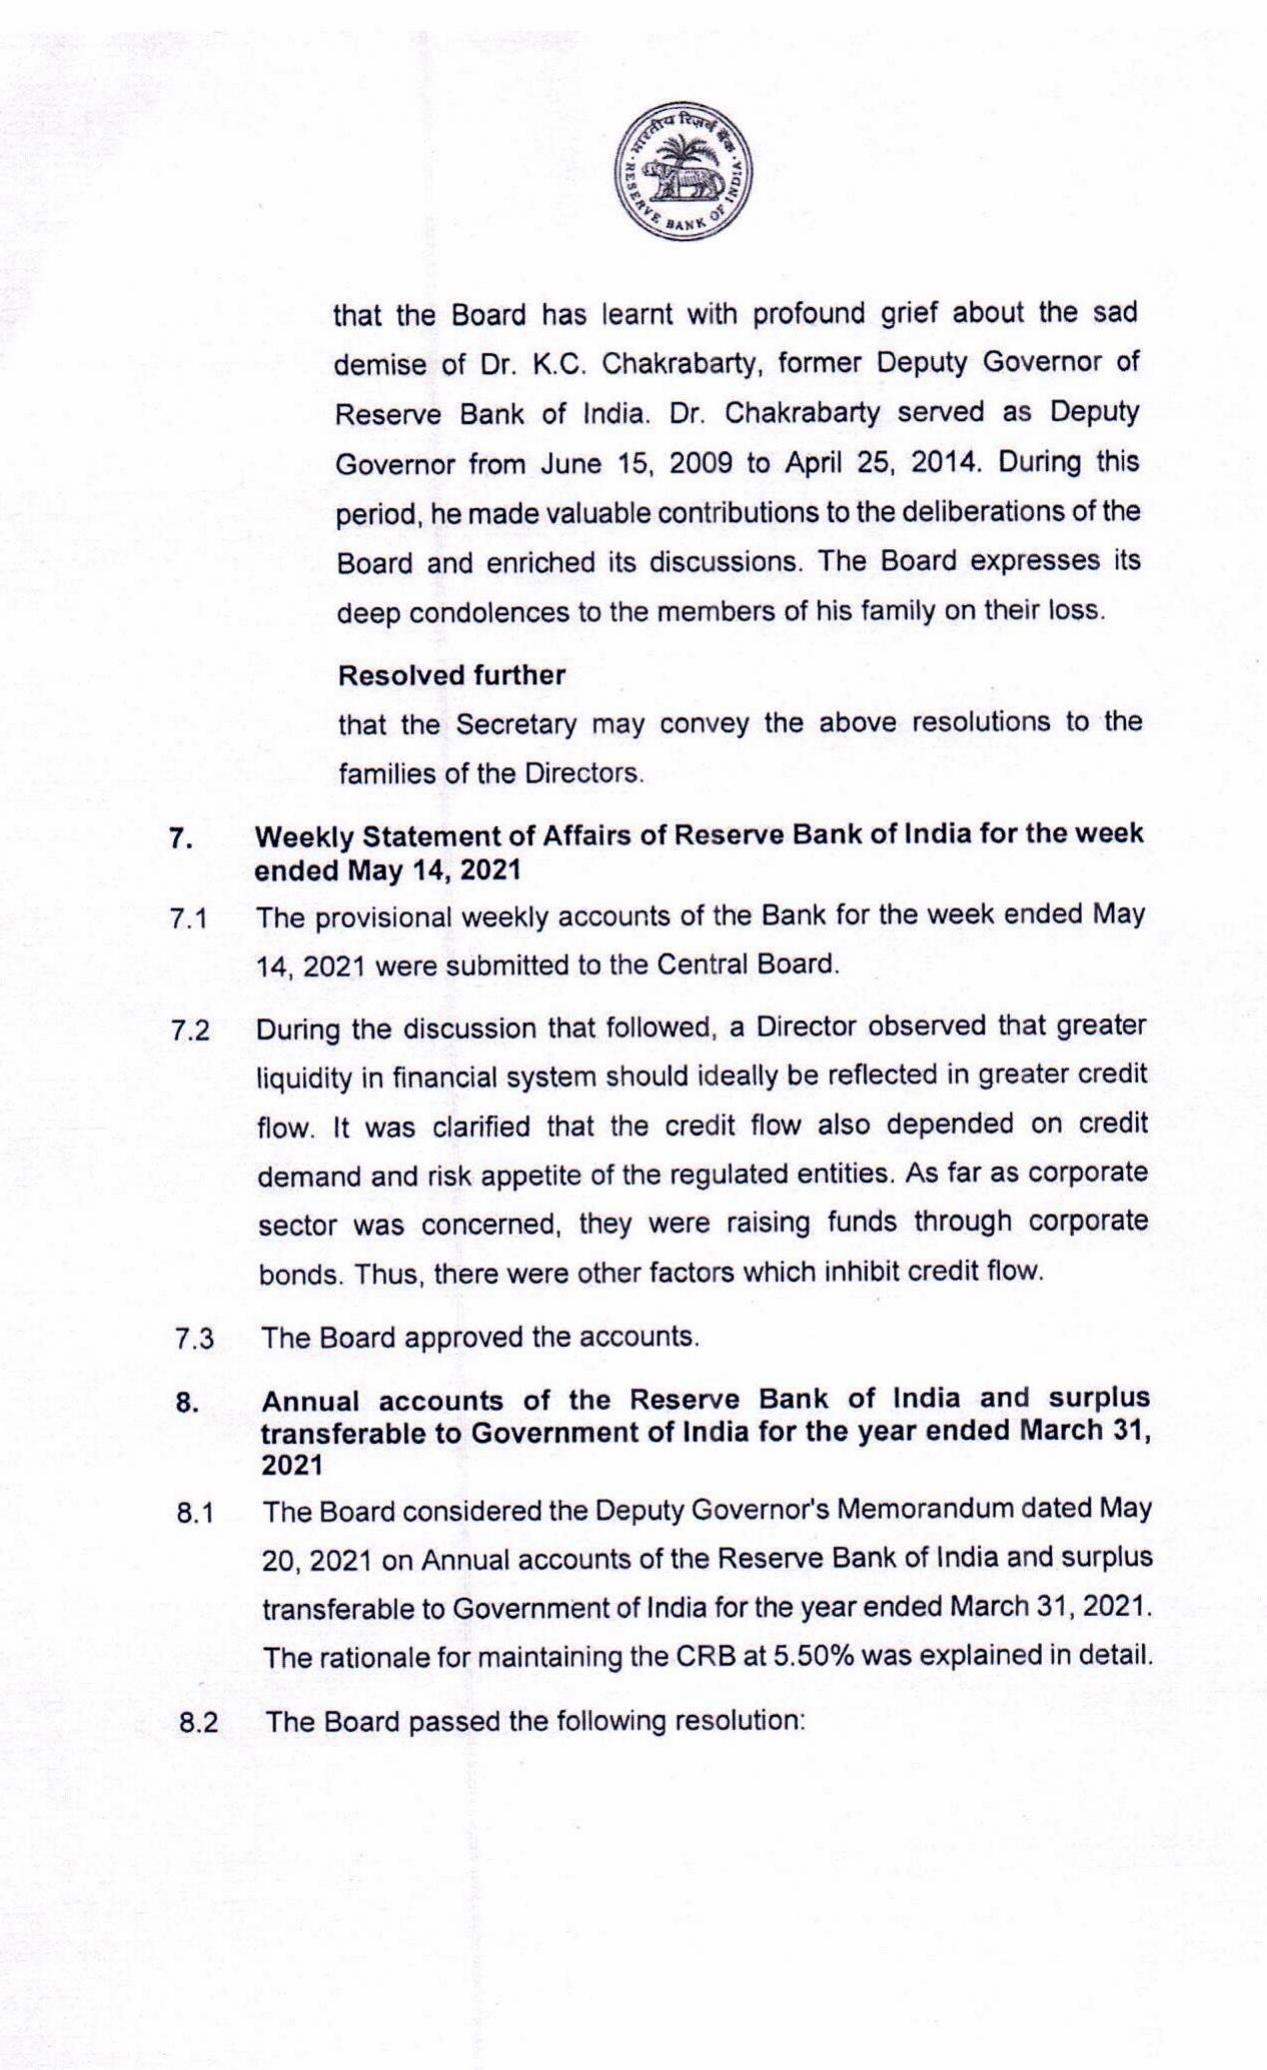 भारतीय रिज़र्व बैंक
RESERVE BANK OF INDIA
that the Board has learnt with profound grief about the sad
demise of Dr. K.C. Chakrabarty, former Deputy Governor of
Reserve Bank of India. Dr. Chakrabarty served as Deputy
Governor from June 15, 2009 to April 25, 2014. During this
period, he made valuable contributions to the deliberations of the
Board and enriched its discussions. The Board expresses its
deep condolences to the members of his family on their loss.
Resolved further
that the Secretary may convey the above resolutions to the
families of the Directors.
7. Weekly Statement of Affairs of Reserve Bank of India for the week
ended May 14, 2021
7.1 The provisional weekly accounts of the Bank for the week ended May
14, 2021 were submitted to the Central Board.
7.2 During the discussion that followed, a Director observed that greater
liquidity in financial system should ideally be reflected in greater credit
flow. It was clarified that the credit flow also depended on credit
demand and risk appetite of the regulated entities. As far as corporate
sector was concerned, they were raising funds through corporate
bonds. Thus, there were other factors which inhibit credit flow.
7.3 The Board approved the accounts.
8. Annual accounts of the Reserve Bank of India and surplus
transferable to Government of India for the year ended March 31,
2021
8.1 The Board considered the Deputy Governor's Memorandum dated May
20, 2021 on Annual accounts of the Reserve Bank of India and surplus
transferable to Government of India for the year ended March 31, 2021.
The rationale for maintaining the CRB at 5.50% was explained in detail.
8.2 The Board passed the following resolution: